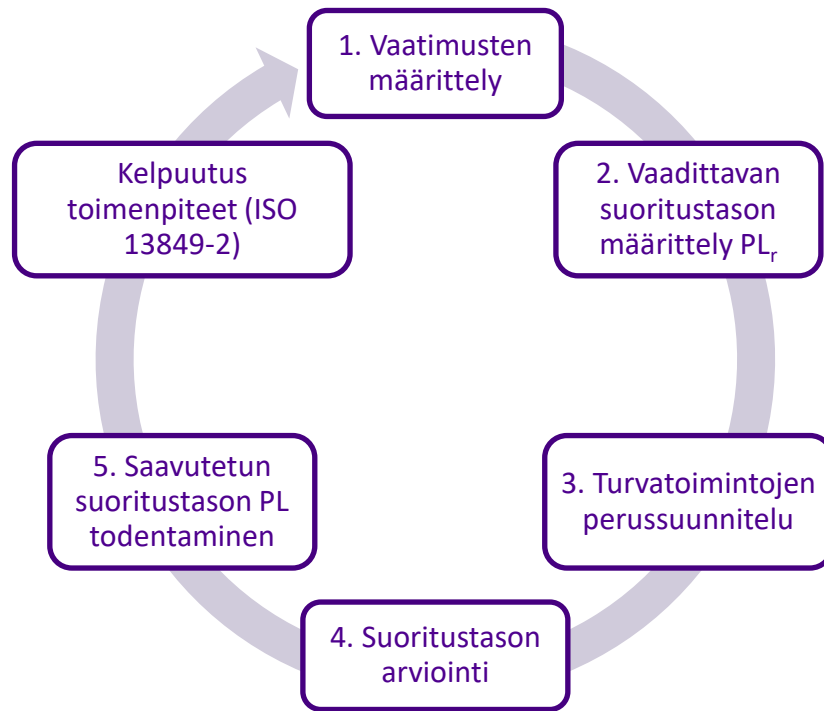 1. Vaatimusten
määrittely
2. Vaadittavan
suoritustason
määrittely PLr
3. Turvatoimintojen
perussuunnitelu
4. Suoritustason
arviointi
5. Saavutetun
suoritustason PL
todentaminen
Kelpuutus
toimenpiteet (ISO
13849-2)